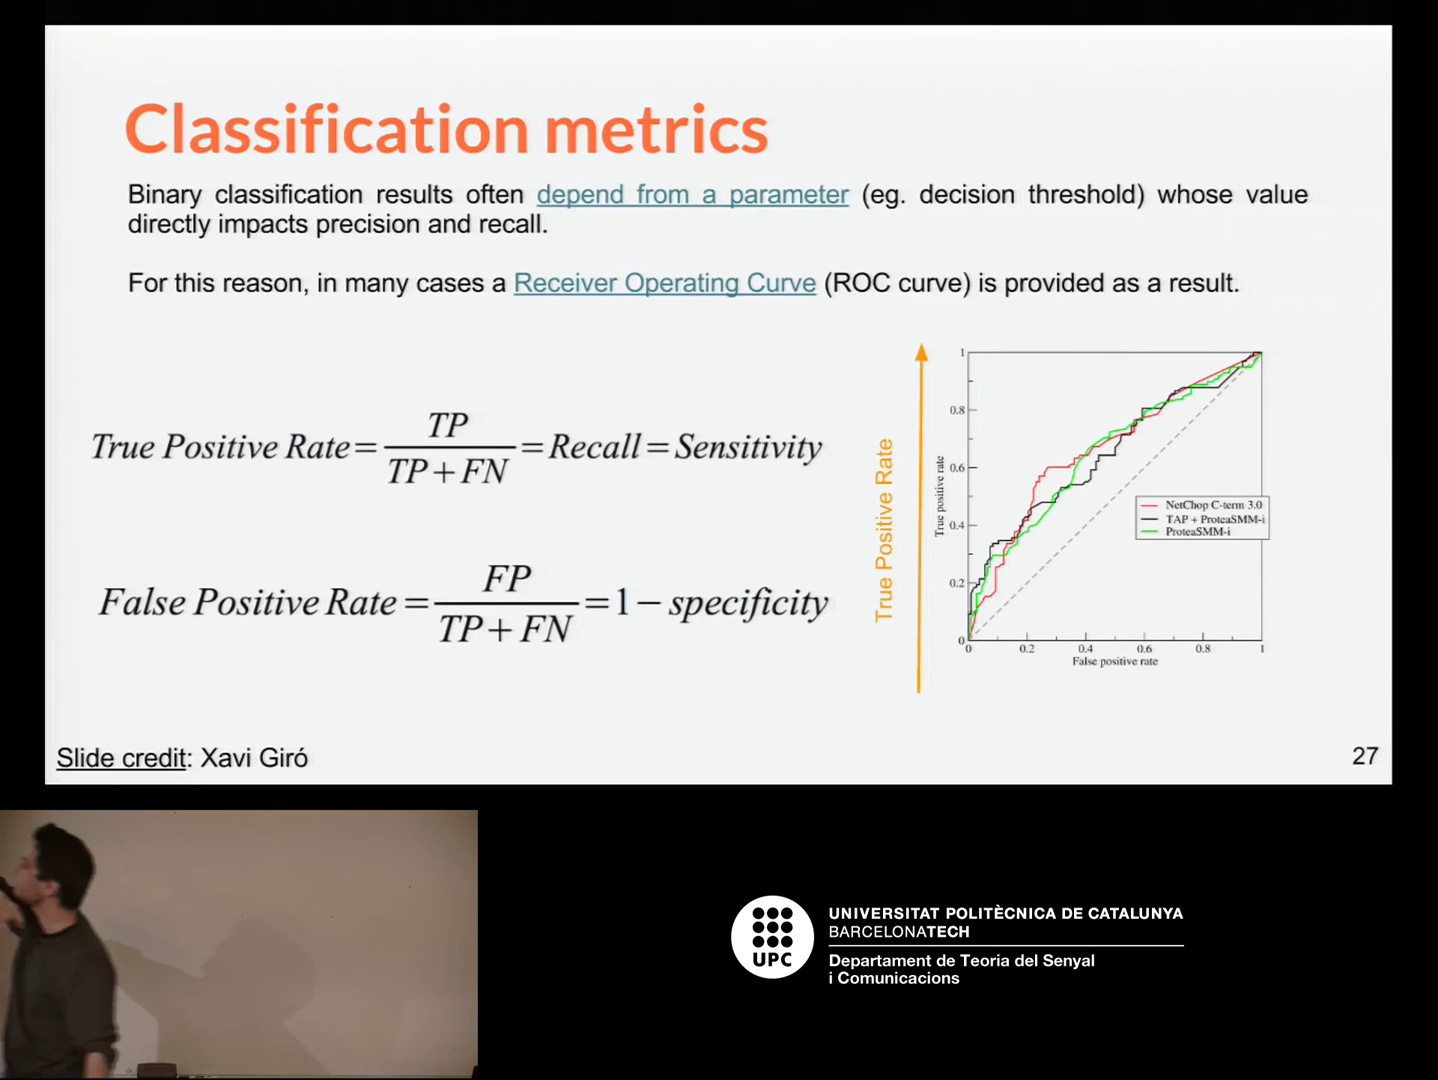 Classification metrics
Binary classification results often depend from a parameter (eg. decision threshold) whose value
directly impacts precision and recall.
For this reason, in many cases a Receiver Operating Curve (ROC curve) is provided as a result.
True Positive Rate = TP / TP + FN = Recall = Sensitivity
False Positive Rate = FP / TP + FN = 1 − specificity
True Positive Rate
True positive rate
1
0.8
0.6
0.4
0.2
0
NetChop C-term 3.0
TAP + ProteaSMM-i
ProteaSMM-i
0 0.2 0.4 0.6 0.8 1
False positive rate
Slide credit: Xavi Giró
27
UPC
UNIVERSITAT POLITÈCNICA DE CATALUNYA
BARCELONATECH
Departament de Teoria del Senyal
i Comunicacions